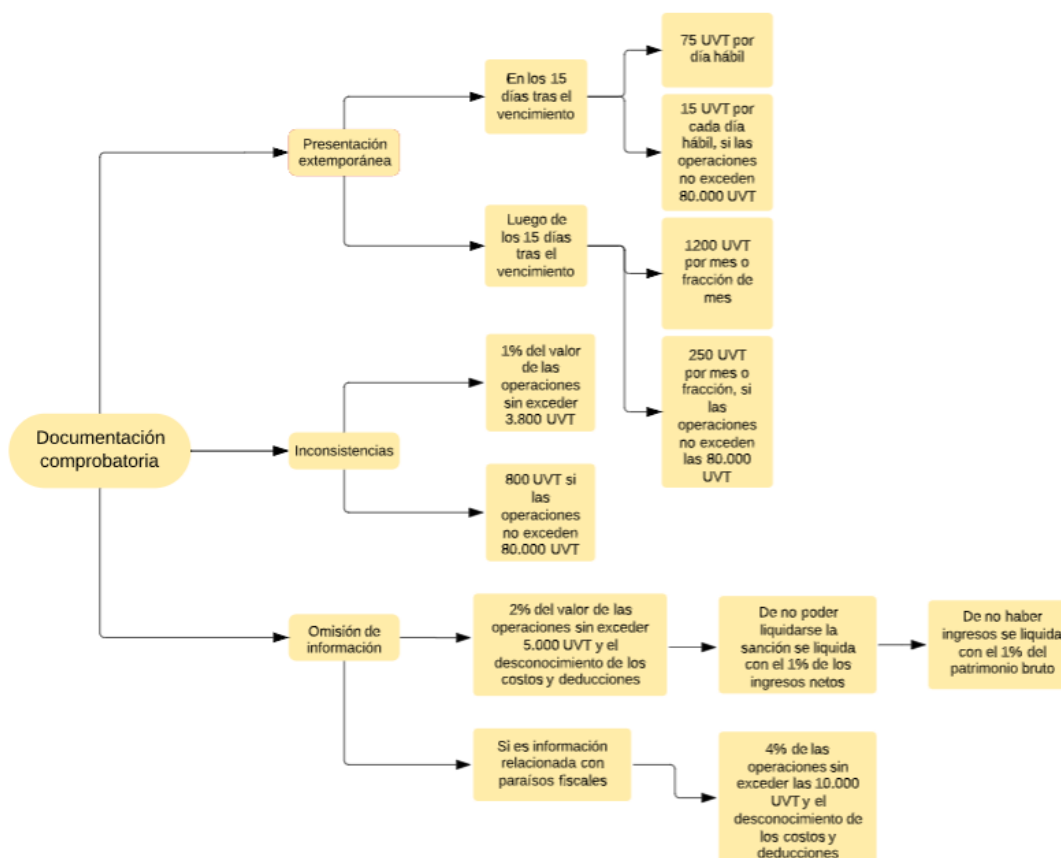 Documentación
comprobatoria
Presentación
extemporánea
En los 15
días tras el
vencimiento
75 UVT por
día hábil
15 UVT por
cada día
hábil, si las
operaciones
no exceden
80.000 UVT
Luego de
los 15 días
tras el
vencimiento
1200 UVT
por mes o
fracción de
mes
250 UVT
por mes o
fracción, si
las
operaciones
no exceden
las 80.000
UVT
Inconsistencias
1% del valor
de las
operaciones
sin exceder
3.800 UVT
800 UVT si
las
operaciones
no exceden
80.000 UVT
Omisión de
información
2% del valor de las
operaciones sin exceder
5.000 UVT y el
desconocimiento de los
costos y deducciones
De no poder
liquidarse la
sanción se liquida
con el 1% de los
ingresos netos
De no haber
ingresos se liquida
con el 1% del
patrimonio bruto
Si es información
relacionada con
paraísos fiscales
4% de las
operaciones sin
exceder las 10.000
UVT y el
desconocimiento de
los costos y
deducciones